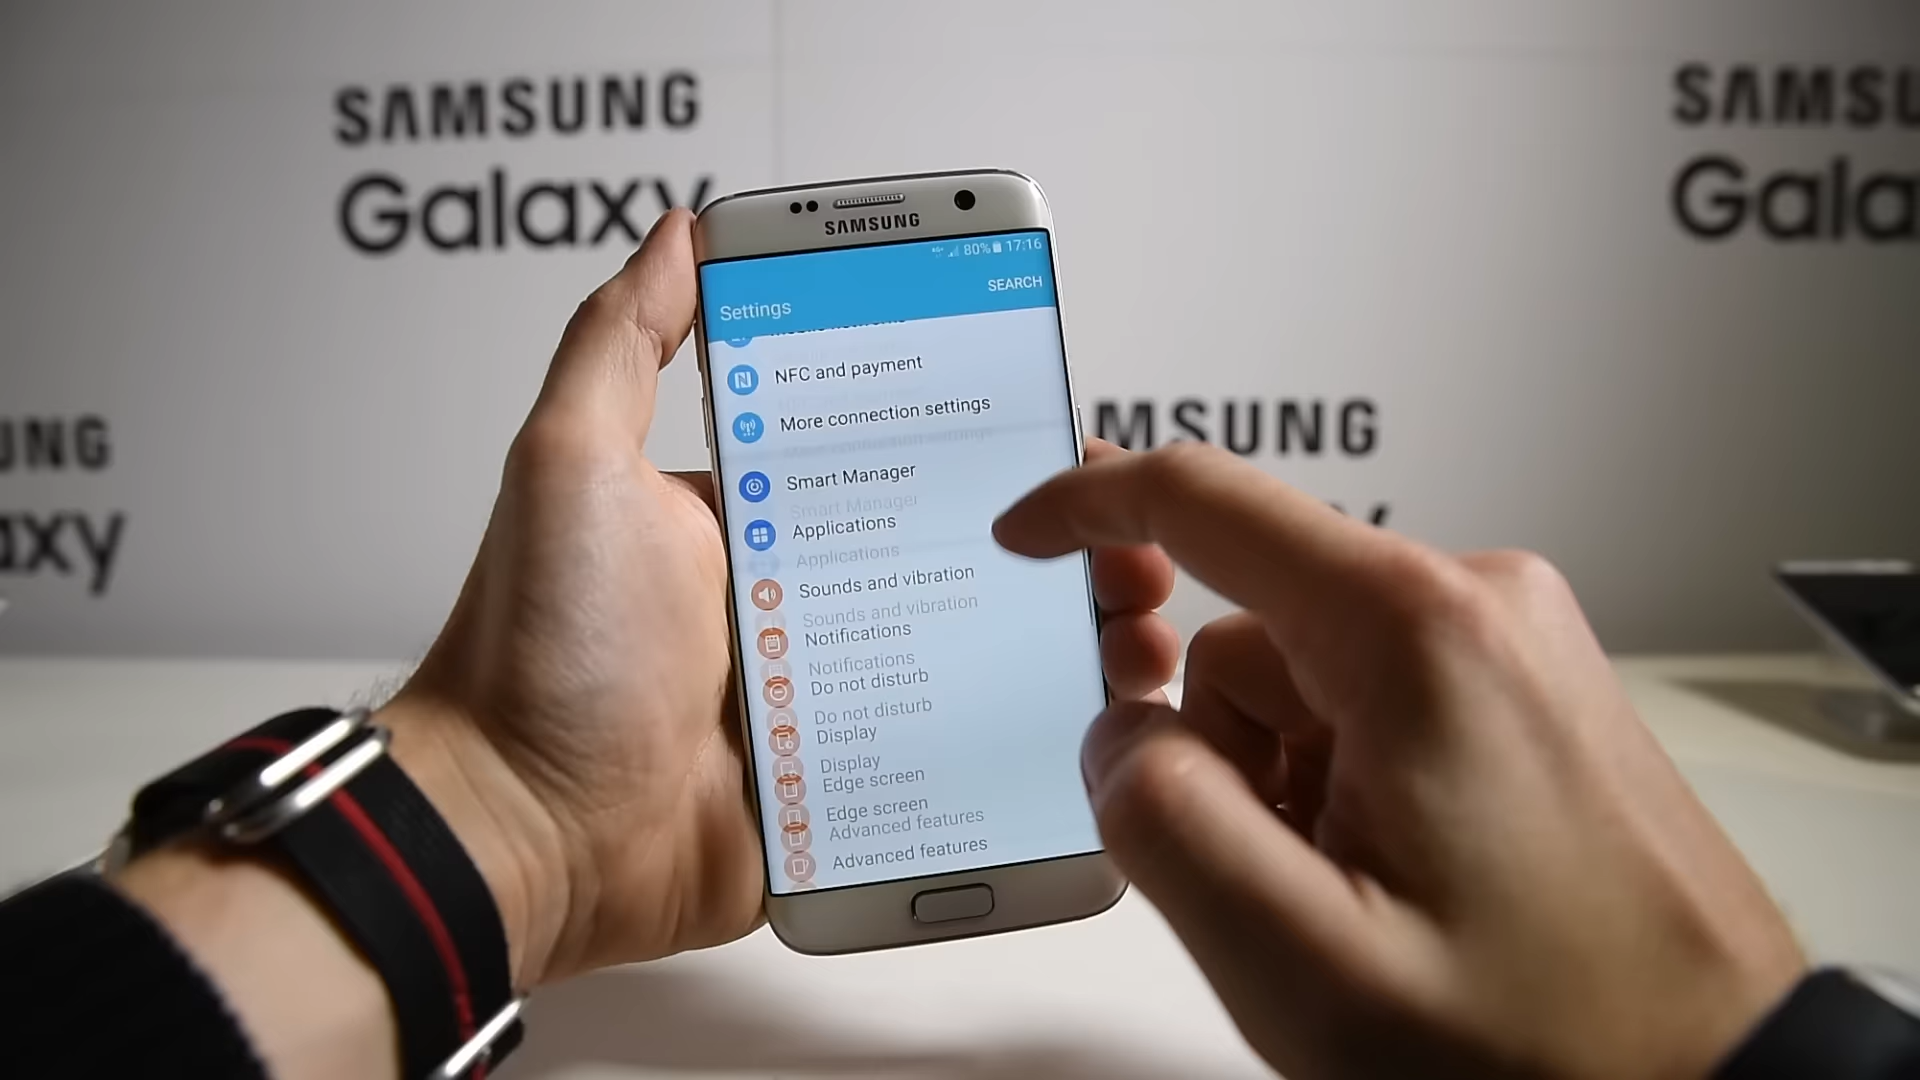 SAMSUNG
Galaxy
SAMSU
Gala
UNG
axy
MSUNG
y
SAMSUNG
80% 17:16
SEARCH
Settings
NFC and payment
More connection settings
Smart Manager
Smart Manager
Applications
Applications
Sounds and vibration
Sounds and vibration
Notifications
Notifications
Do not disturb
Do not disturb
Display
Display
Edge screen
Edge screen
Advanced features
Advanced features